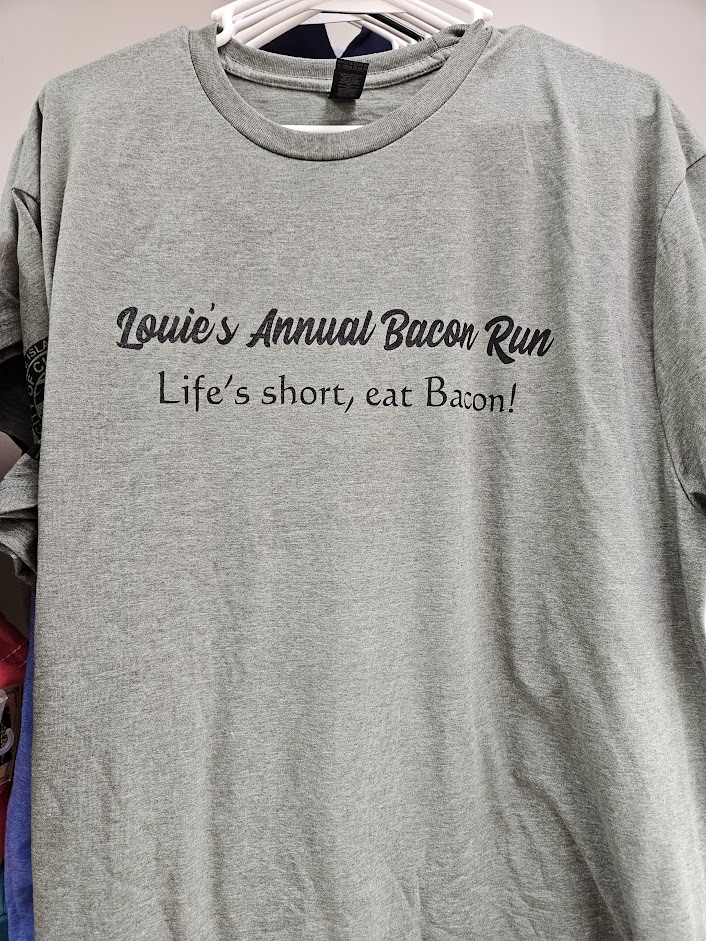 Louie's Annual Bacon Run
Life's short, eat Bacon!